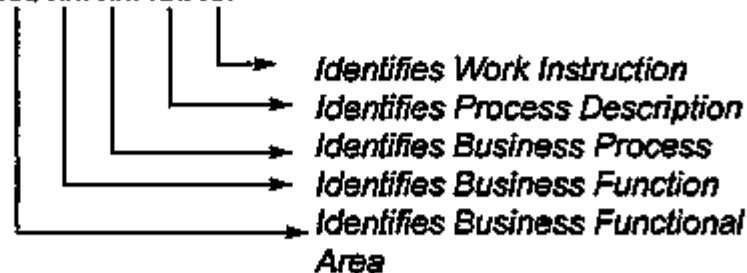 Identifies Work Instruction
Identifies Process Description
Identifies Business Process
Identifies Business Function
Identifies Business Functional
Area